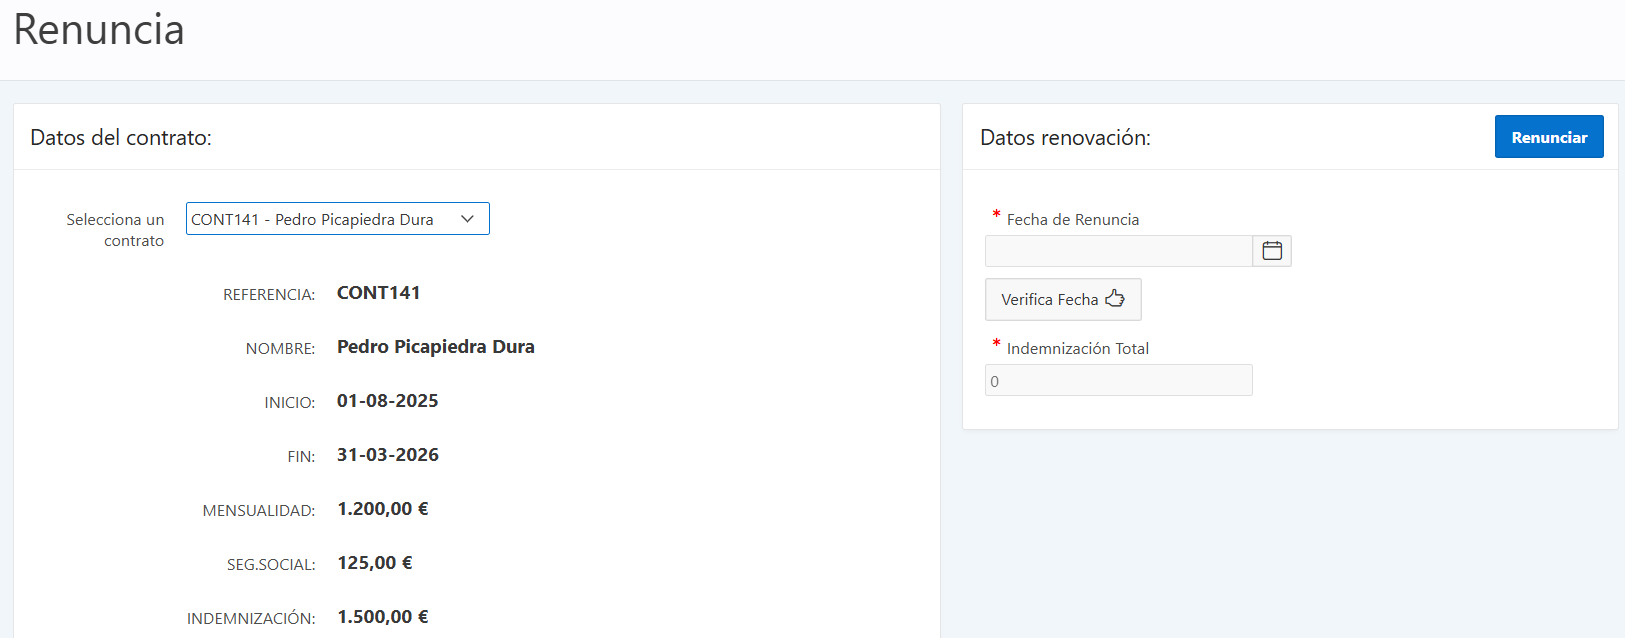 Renuncia
Datos del contrato:
Selecciona un
contrato
CONT141 - Pedro Picapiedra Dura
REFERENCIA: CONT141
NOMBRE: Pedro Picapiedra Dura
INICIO: 01-08-2025
FIN: 31-03-2026
MENSUALIDAD: 1.200,00 €
SEG.SOCIAL: 125,00 €
INDEMNIZACIÓN: 1.500,00 €
Datos renovación:
Renunciar
* Fecha de Renuncia
Verifica Fecha
* Indemnización Total
0